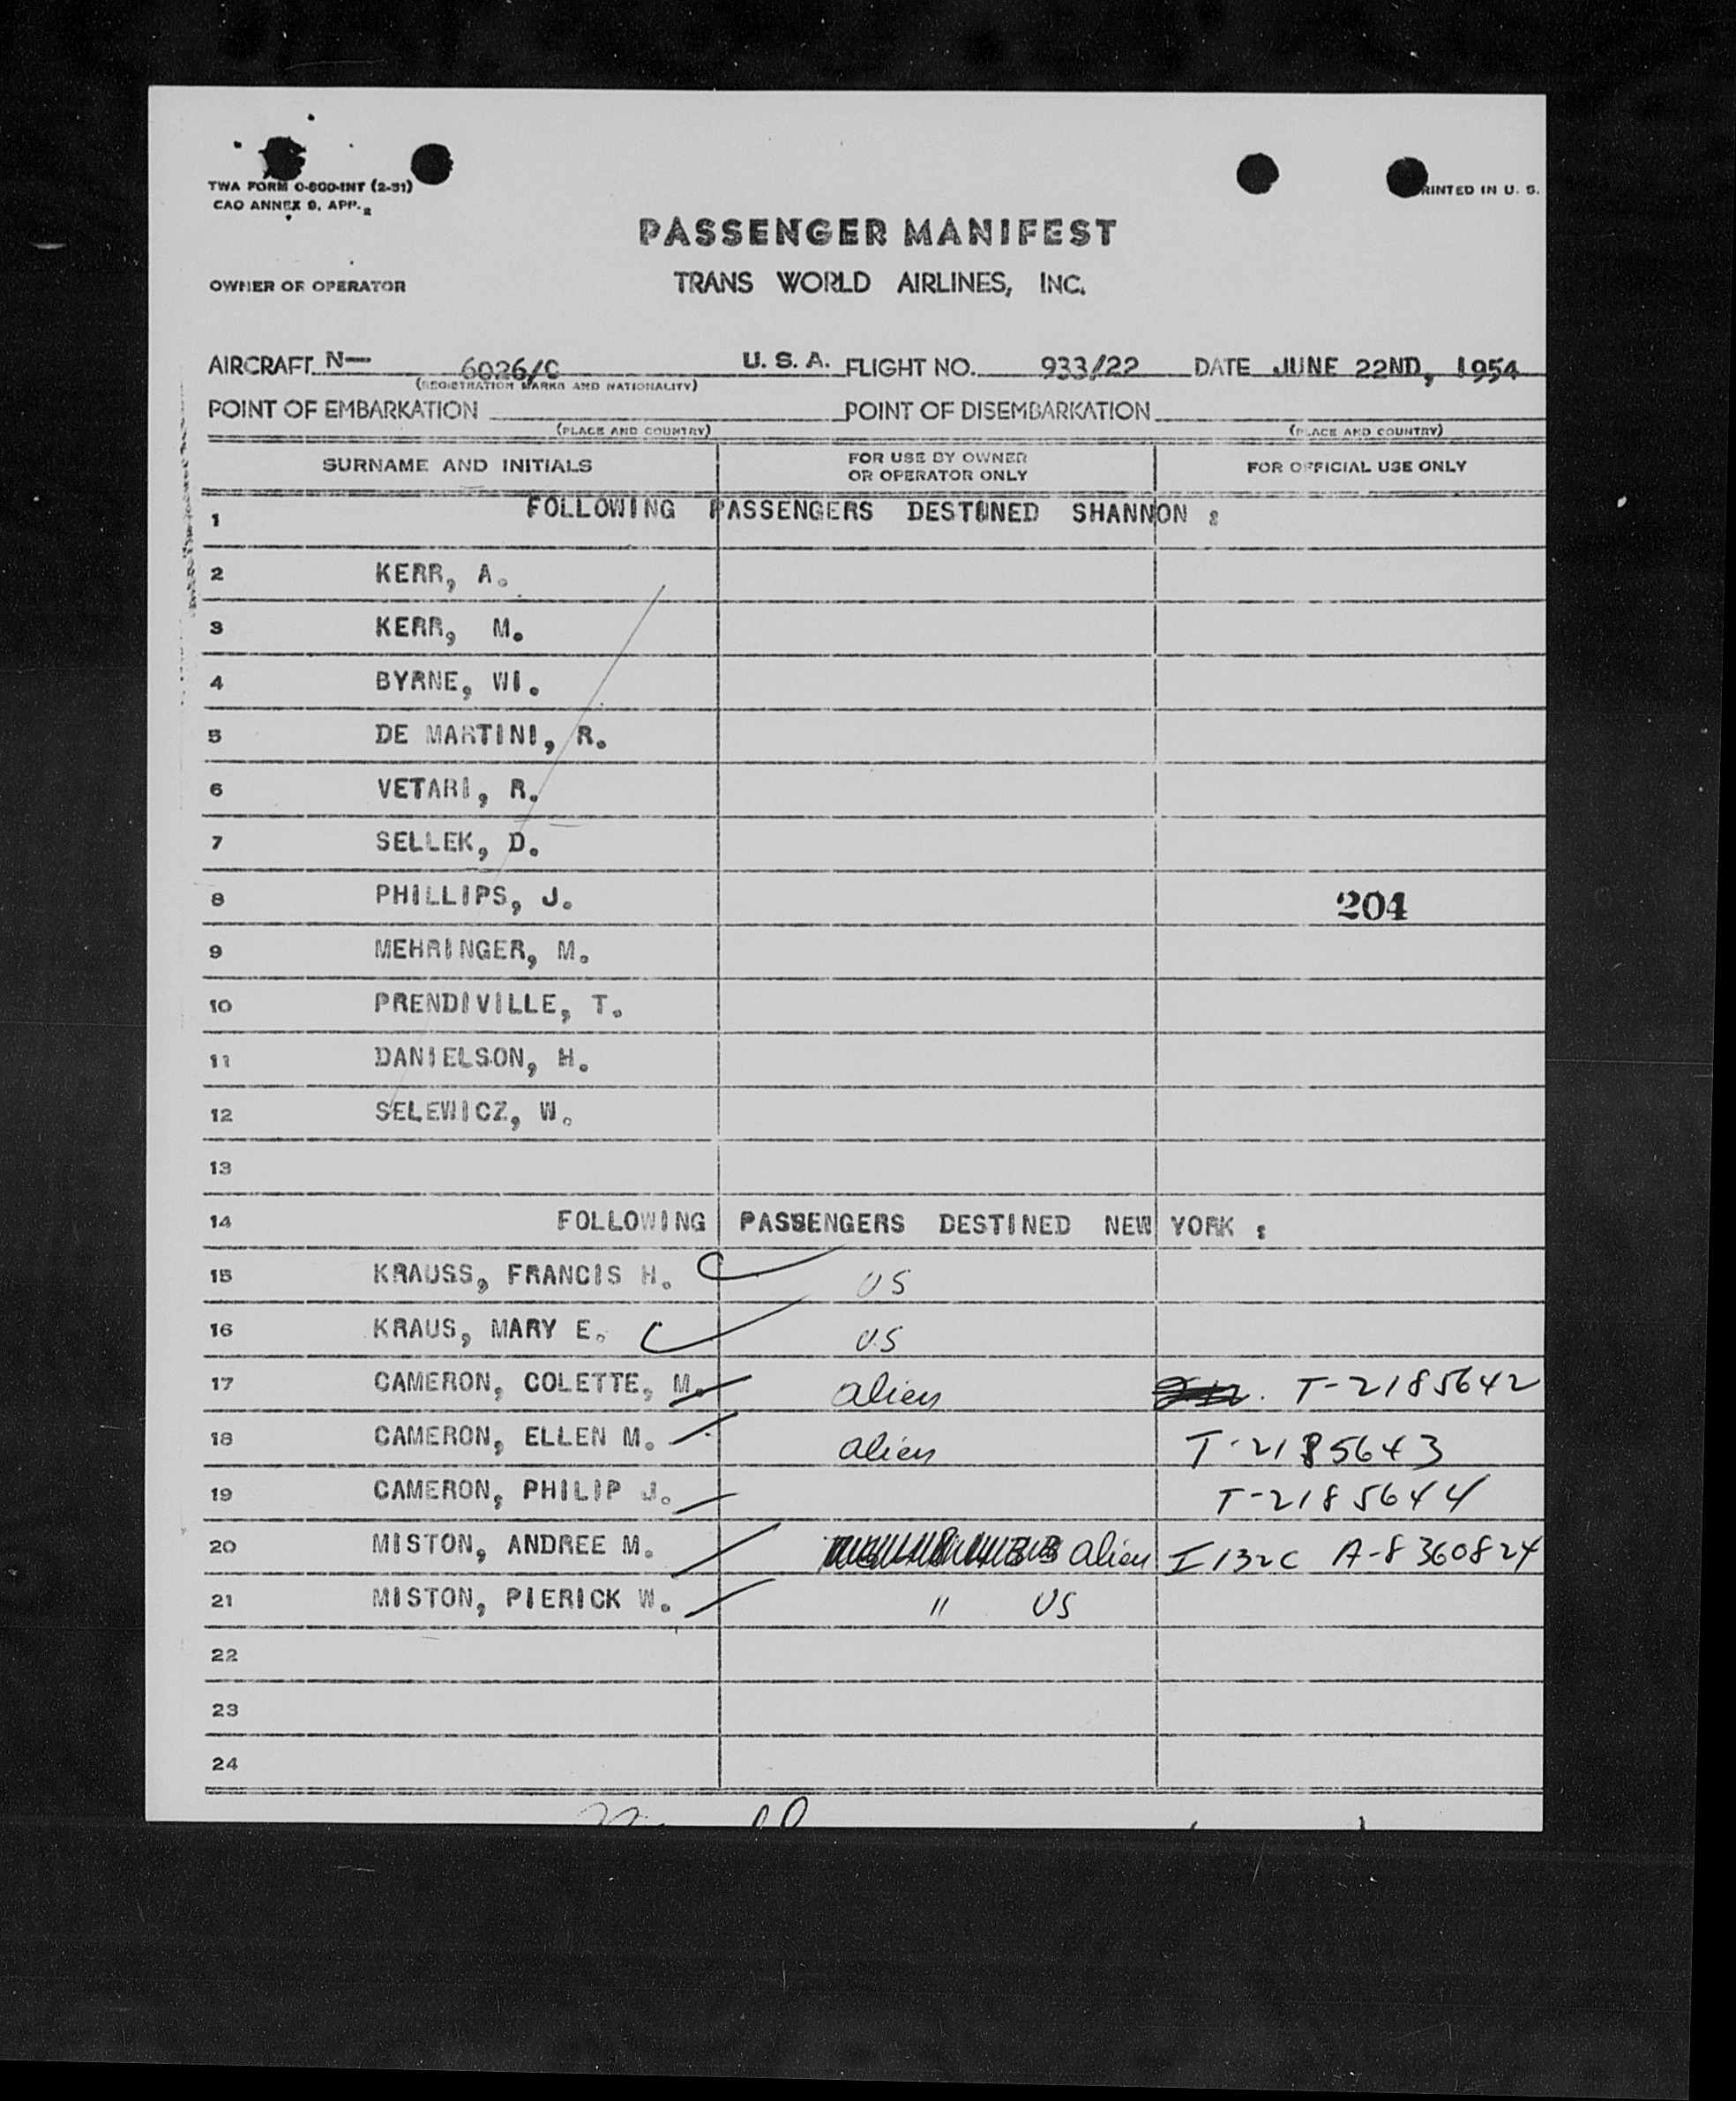 TWA FORM O-800-INT (2-51)
CAO ANNEX 9, APP. 2
RINTED IN U. S.
PASSENGER MANIFEST
OWNER OR OPERATOR
TRANS WORLD AIRLINES, INC.
AIRCRAFT N— 6026/C U. S. A. FLIGHT NO. 933/22 DATE JUNE 22ND, 1954
(REGISTRATION MARKS AND NATIONALITY)
POINT OF EMBARKATION POINT OF DISEMBARKATION
(PLACE AND COUNTRY) (PLACE AND COUNTRY)
SURNAME AND INITIALS FOR USE BY OWNER OR OPERATOR ONLY FOR OFFICIAL USE ONLY
1 FOLLOWING PASSENGERS DESTINED SHANNON :
2 KERR, A.
3 KERR, M.
4 BYRNE, WI.
5 DE MARTINI, R.
6 VETARI, R.
7 SELLEK, D.
8 PHILLIPS, J. 204
9 MEHRINGER, M.
10 PRENDIVILLE, T.
11 DANIELSON, H.
12 SELEWICZ, W.
13
14 FOLLOWING PASSENGERS DESTINED NEW YORK :
15 KRAUSS, FRANCIS H. US
16 KRAUS, MARY E. U.S
17 CAMERON, COLETTE, M. alien T-2185642
18 CAMERON, ELLEN M. alien T-2185643
19 CAMERON, PHILIP J. T-2185644
20 MISTON, ANDREE M. alien I 132C A-8360824
21 MISTON, PIERICK W. " US
22
23
24